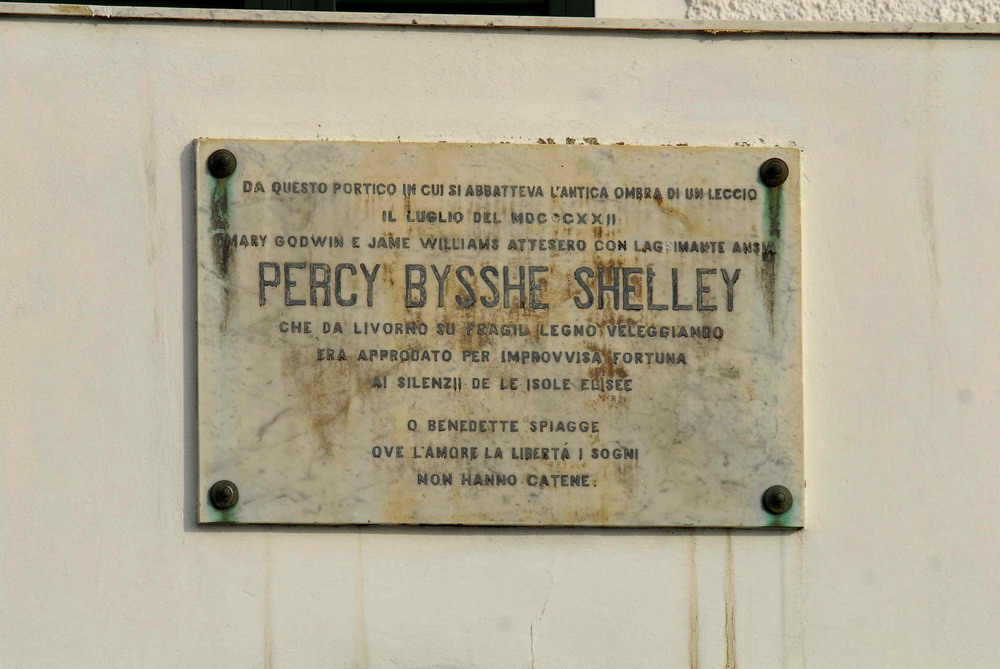 DA QUESTO PORTICO IN CUI SI ABBATTEVA L'ANTICA OMBRA DI UN LECCIO
IL LUGLIO DEL MDCCCXXII
MARY GODWIN E JAME WILLIAMS ATTESERO CON LAGRIMANTE ANSIA
PERCY BYSSHE SHELLEY
CHE DA LIVORNO SU FRAGIL LEGNO VELEGGIANDO
ERA APPRODATO PER IMPROVVISA FORTUNA
AI SILENZII DE LE ISOLE ELISEE
O BENEDETTE SPIAGGE
OVE L'AMORE LA LIBERTÁ I SOGNI
NON HANNO CATENE.